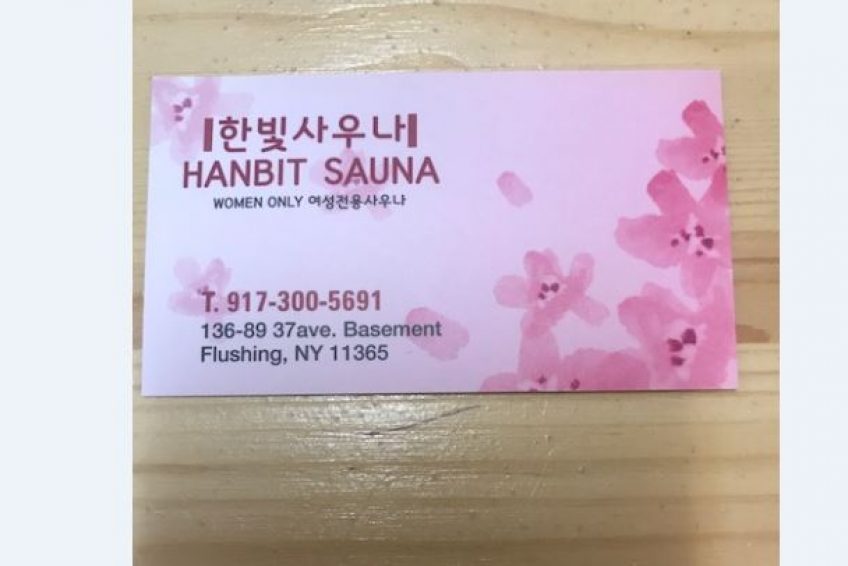 한빛사우나
HANBIT SAUNA
WOMEN ONLY 여성전용사우나
T. 917-300-5691
136-89 37ave. Basement
Flushing, NY 11365